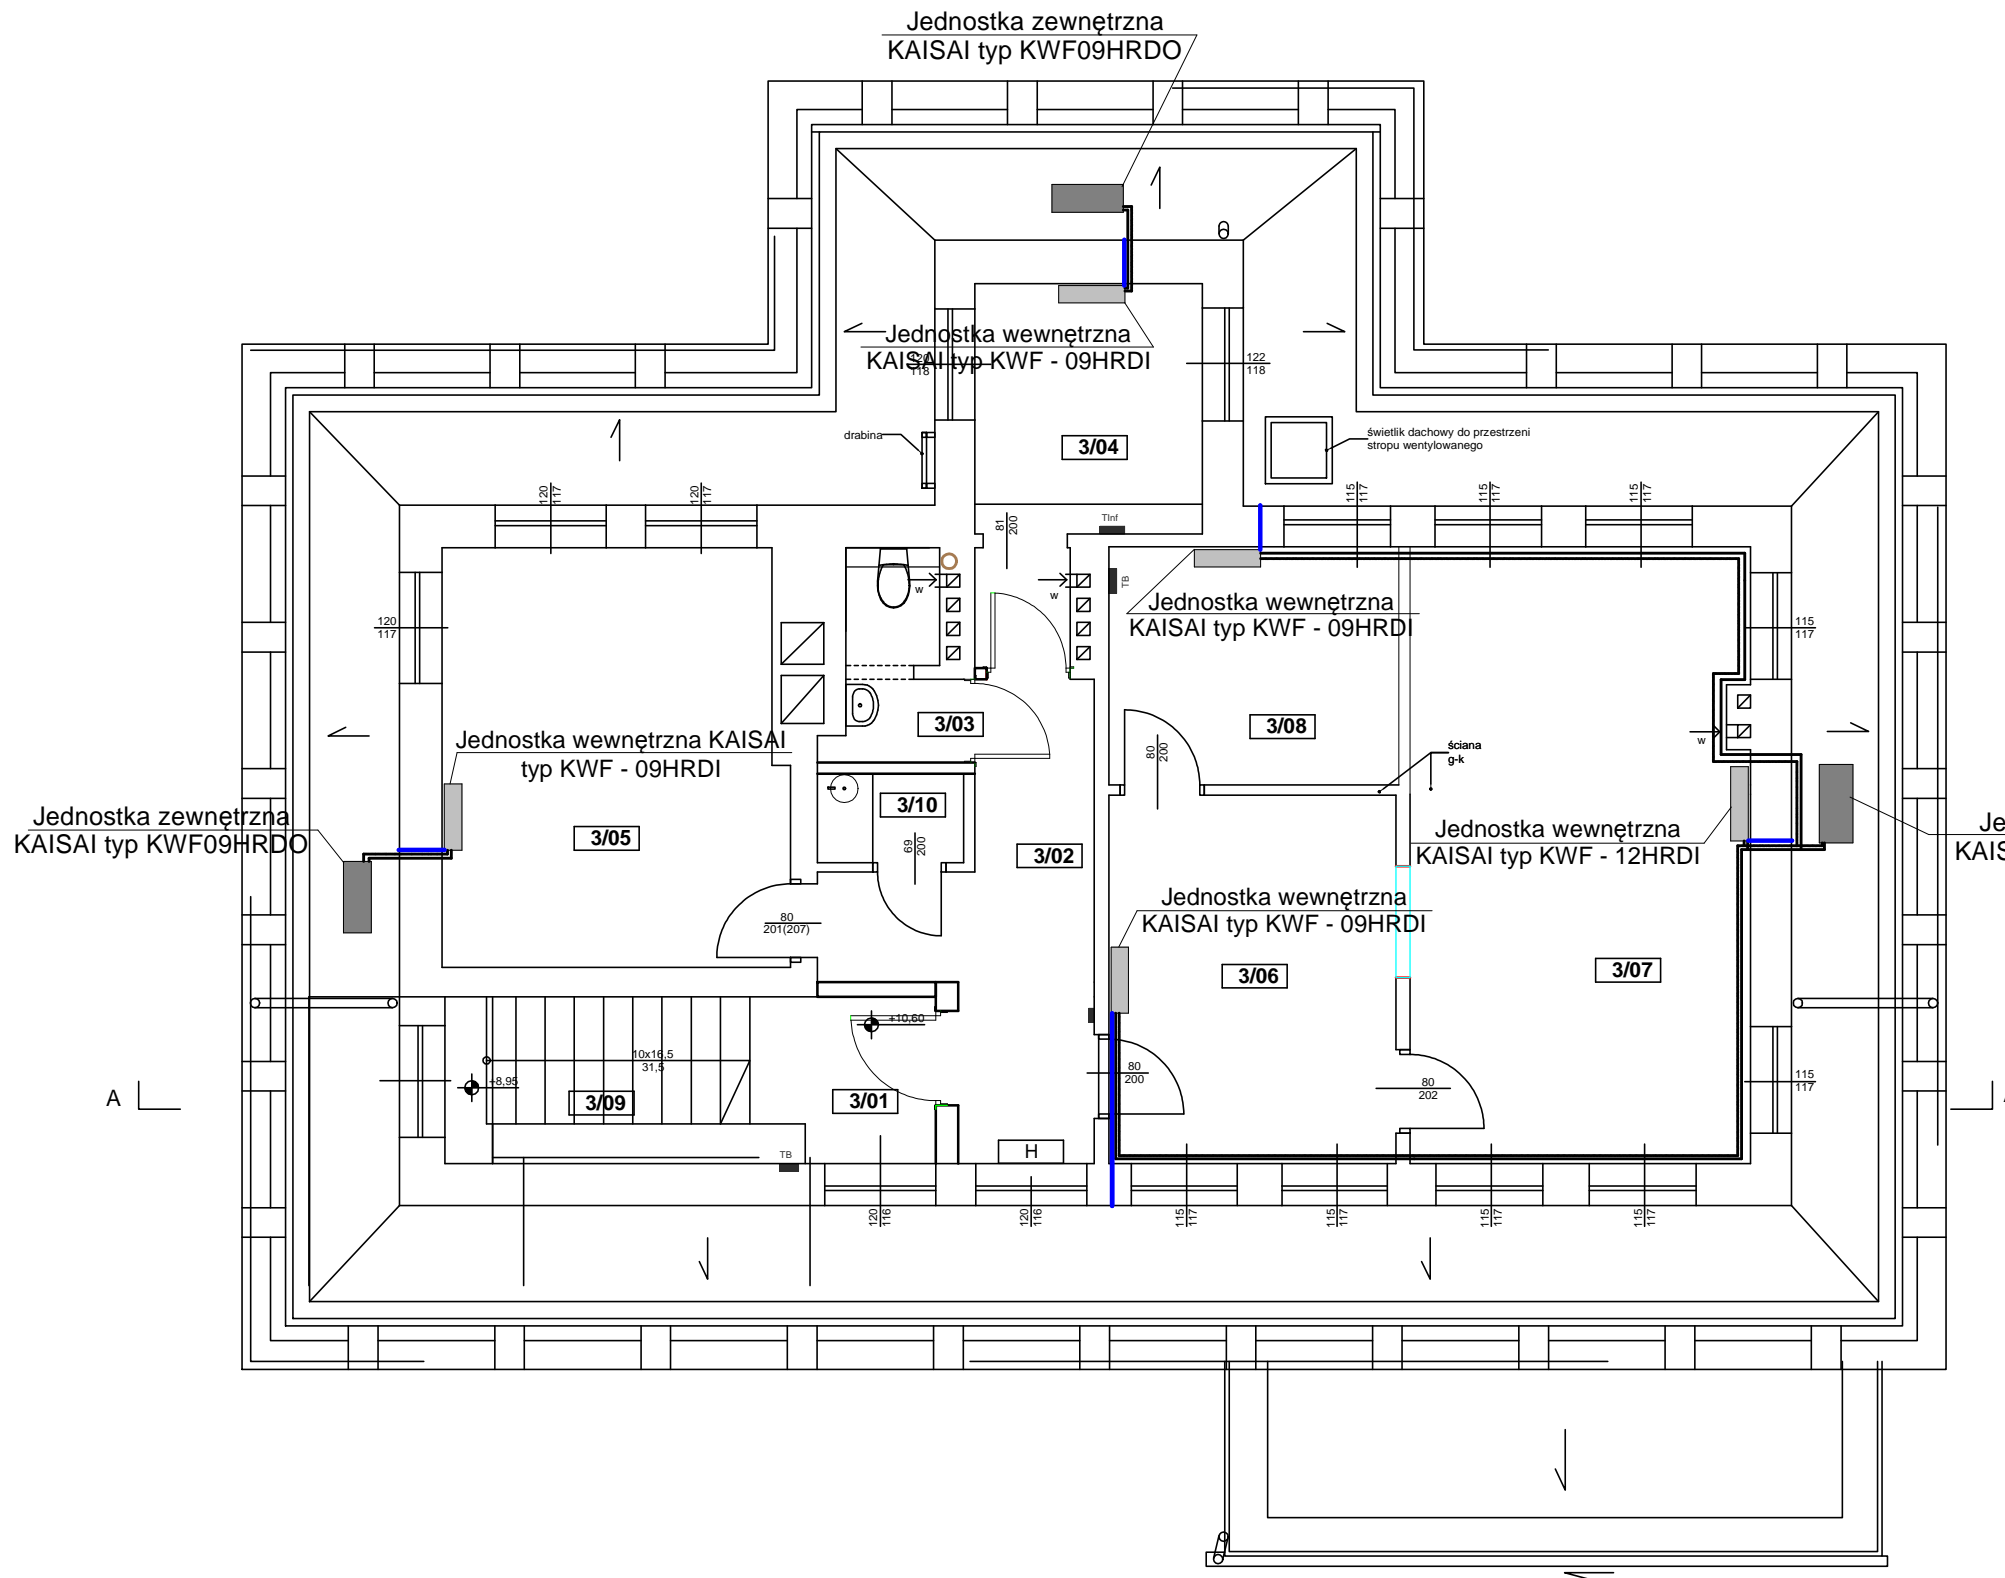 Jednostka zewnętrzna
KAISAI typ KWF09HRDO
Jednostka wewnętrzna
KAISAI typ KWF - 09HRDI
120
118
122
118
drabina
3/04
świetlik dachowy do przestrzeni
stropu wentylowanego
120
117
120
117
81
200
TInf
115
117
115
117
115
117
w
w
TB
120
117
Jednostka wewnętrzna
KAISAI typ KWF - 09HRDI
115
117
3/03
3/08
80
200
ściana
g-k
w
Jednostka wewnętrzna KAISAI
typ KWF - 09HRDI
Jednostka zewnętrzna
KAISAI typ KWF09HRDO
3/05
3/10
69
200
3/02
Jednostka wewnętrzna
KAISAI typ KWF - 12HRDI
Je
KAIS
Jednostka wewnętrzna
KAISAI typ KWF - 09HRDI
80
201(207)
3/06
3/07
+10,60
10x16,5
31,5
+8,95
80
200
80
202
115
117
A
3/09
3/01
H
TB
120
116
120
116
115
117
115
117
115
117
115
117